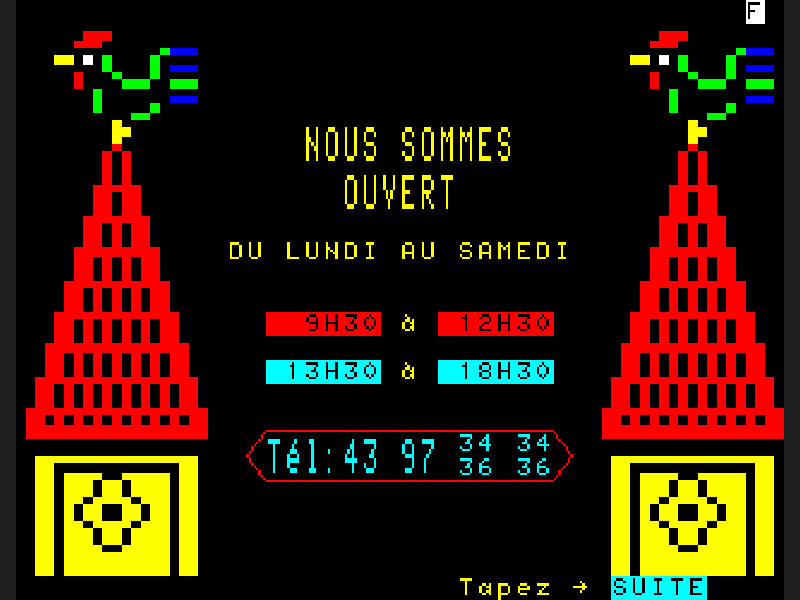 F
NOUS SOMMES
OUVERT
DU LUNDI AU SAMEDI
9H30 à 12H30
13H30 à 18H30
Tél:43 97 34 34
36 36
Tapez → SUITE